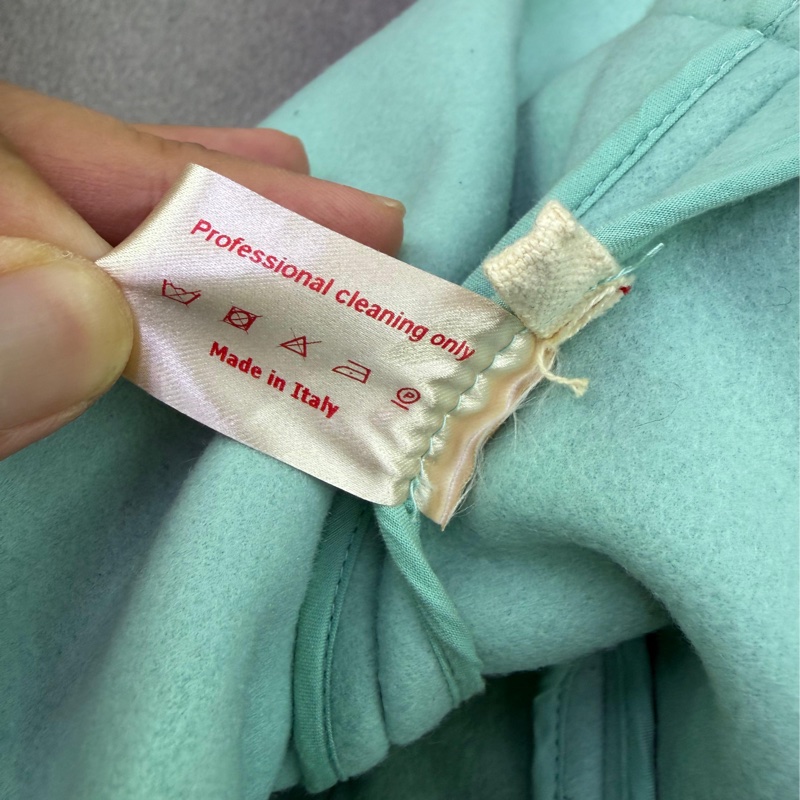 Professional cleaning only
P
Made in Italy